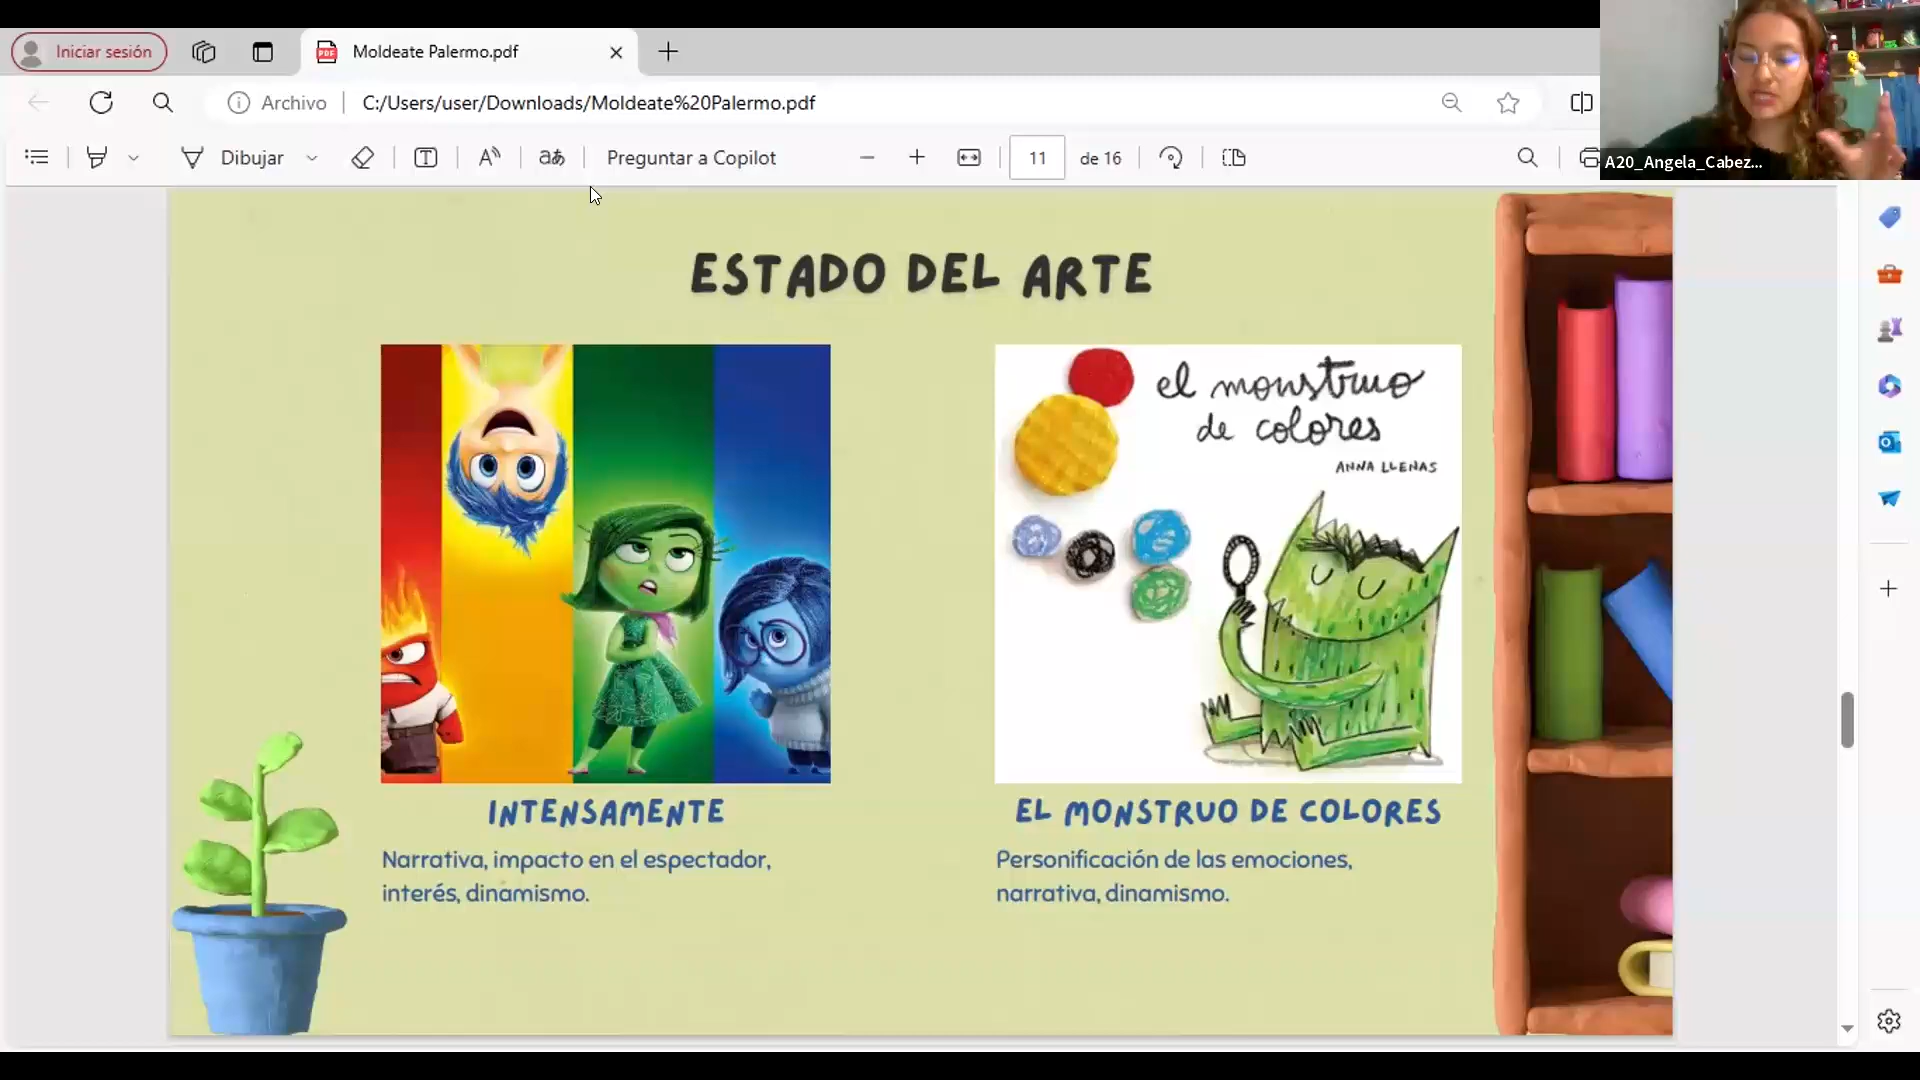 Iniciar sesión
Moldeate Palermo.pdf
Archivo
C:/Users/user/Downloads/Moldeate%20Palermo.pdf
Dibujar
Preguntar a Copilot
11 de 16
A20_Angela_Cabez...
ESTADO DEL ARTE
el monstruo
de colores
ANNA LLENAS
INTENSAMENTE
Narrativa, impacto en el espectador,
interés, dinamismo.
EL MONSTRUO DE COLORES
Personificación de las emociones,
narrativa, dinamismo.